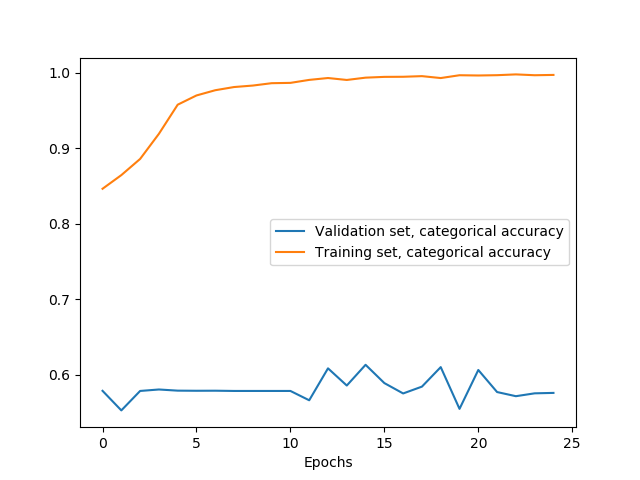 1.0
0.9
0.8
0.7
0.6
Validation set, categorical accuracy
Training set, categorical accuracy
0 5 10 15 20 25
Epochs